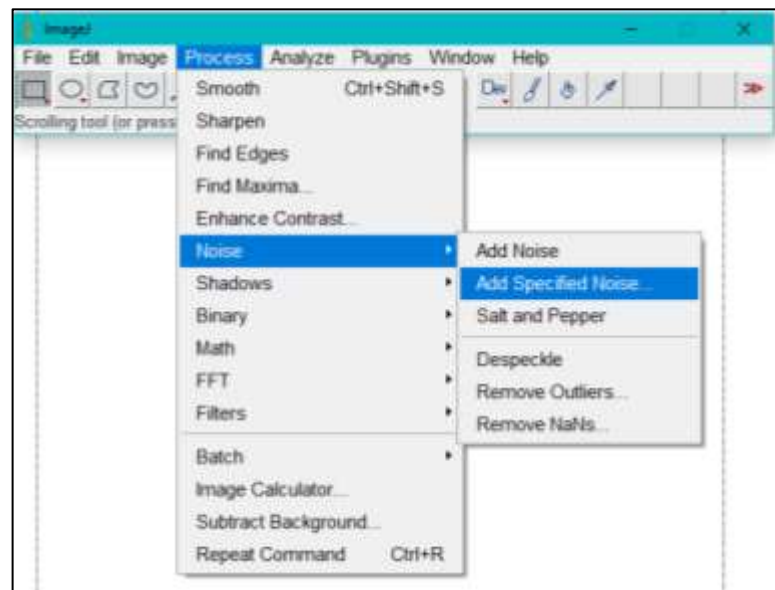 ImageJ
File Edit Image Process Analyze Plugins Window Help
Dev
Scrolling tool (or press
Smooth Ctrl+Shift+S
Sharpen
Find Edges
Find Maxima...
Enhance Contrast...
Noise
Shadows
Binary
Math
FFT
Filters
Batch
Image Calculator...
Subtract Background...
Repeat Command Ctrl+R
Add Noise
Add Specified Noise...
Salt and Pepper
Despeckle
Remove Outliers...
Remove NaNs...